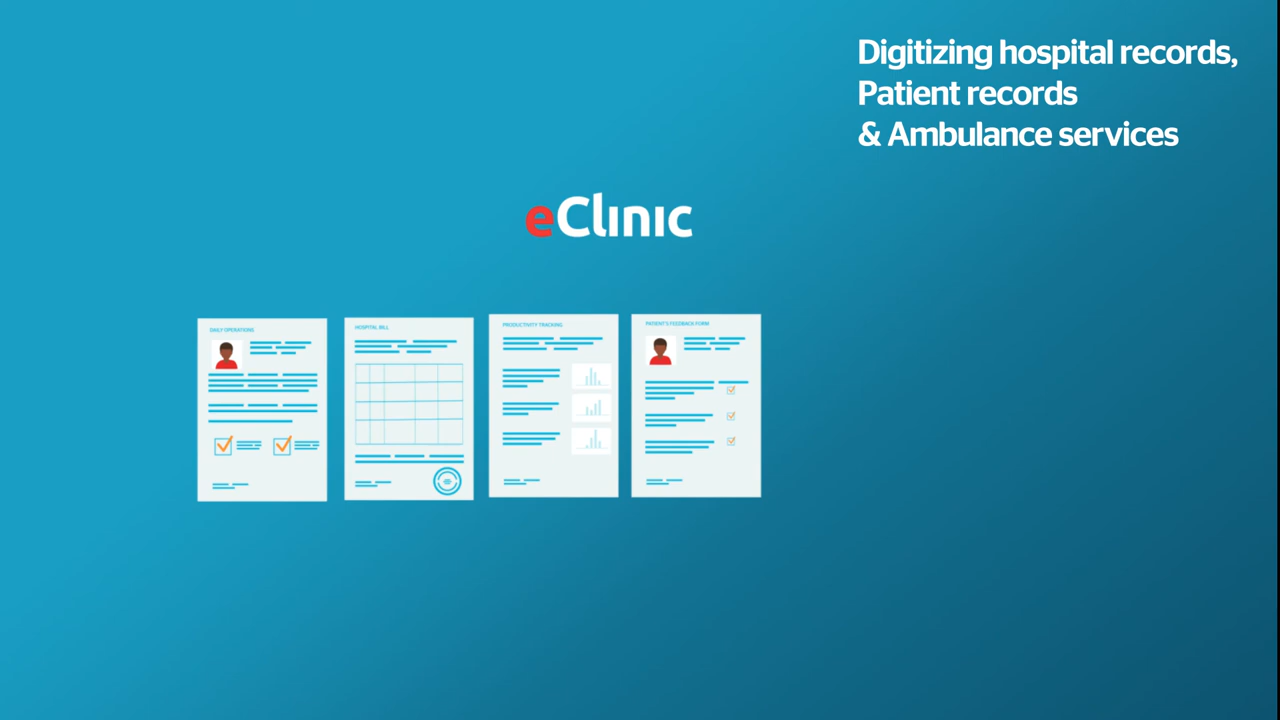 Digitizing hospital records,
Patient records
& Ambulance services
eClinic
DAILY OPERATIONS
HOSPITAL BILL
PRODUCTIVITY TRACKING
PATIENT'S FEEDBACK FORM